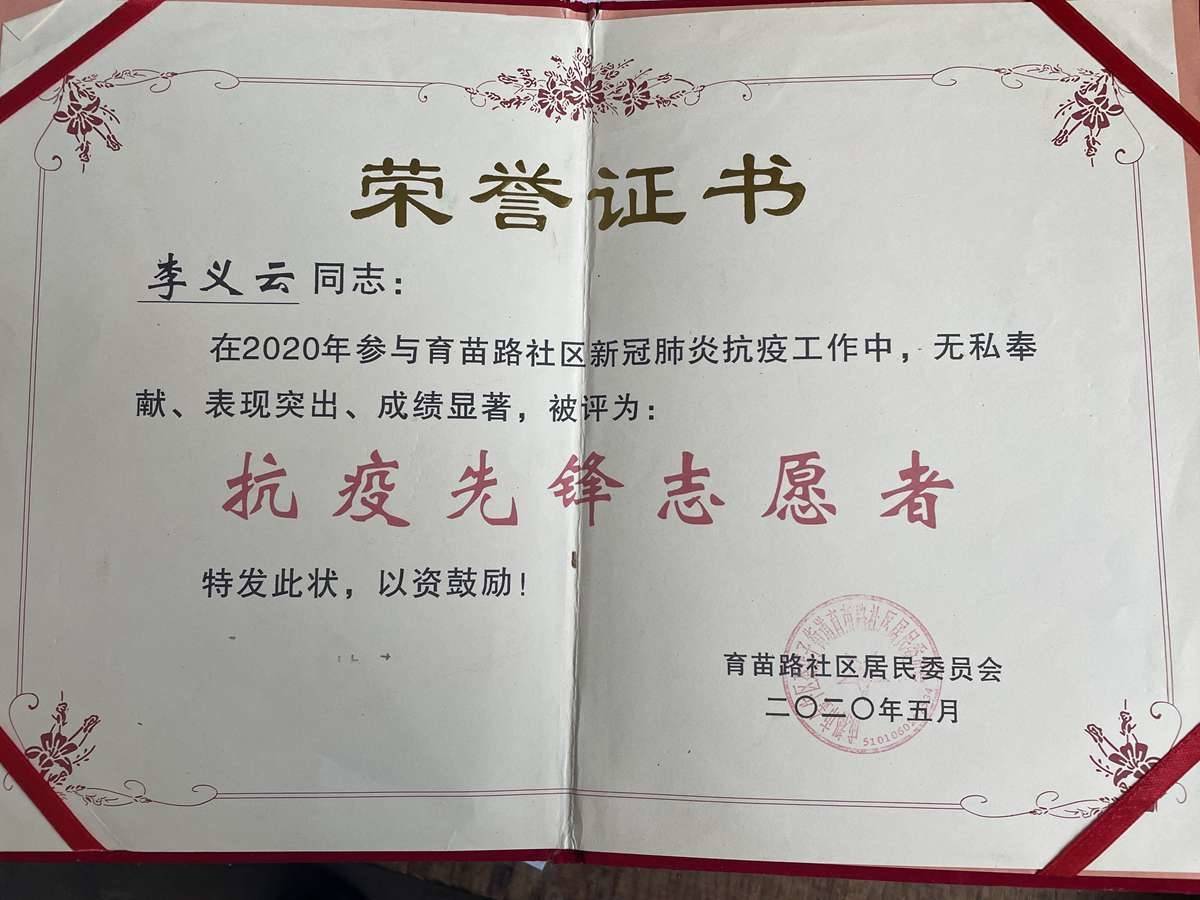 荣誉证书
李义云 同志：
在2020年参与育苗路社区新冠肺炎抗疫工作中，无私奉
献、表现突出、成绩显著，被评为：
抗疫先锋志愿者
特发此状，以资鼓励！
育苗路社区居民委员会
二〇二〇年五月